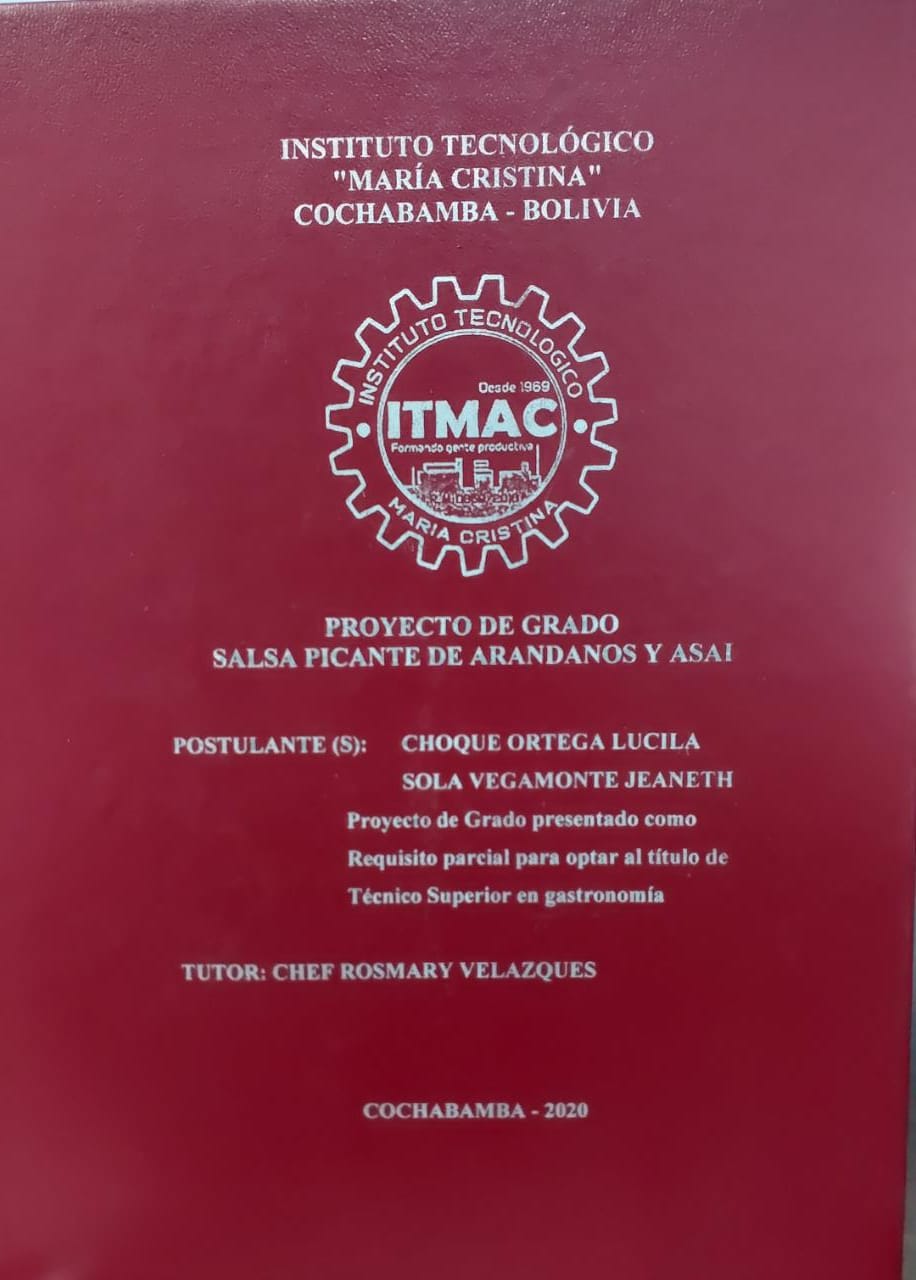 INSTITUTO TECNOLÓGICO
"MARÍA CRISTINA"
COCHABAMBA - BOLIVIA
INSTITUTO TECNOLOGICO
Desde 1969
ITMAC
Formando gente productiva
MARIA CRISTINA
PROYECTO DE GRADO
SALSA PICANTE DE ARANDANOS Y ASAI
POSTULANTE (S): CHOQUE ORTEGA LUCILA
SOLA VEGAMONTE JEANETH
Proyecto de Grado presentado como
Requisito parcial para optar al título de
Técnico Superior en gastronomía
TUTOR: CHEF ROSMARY VELAZQUES
COCHABAMBA - 2020